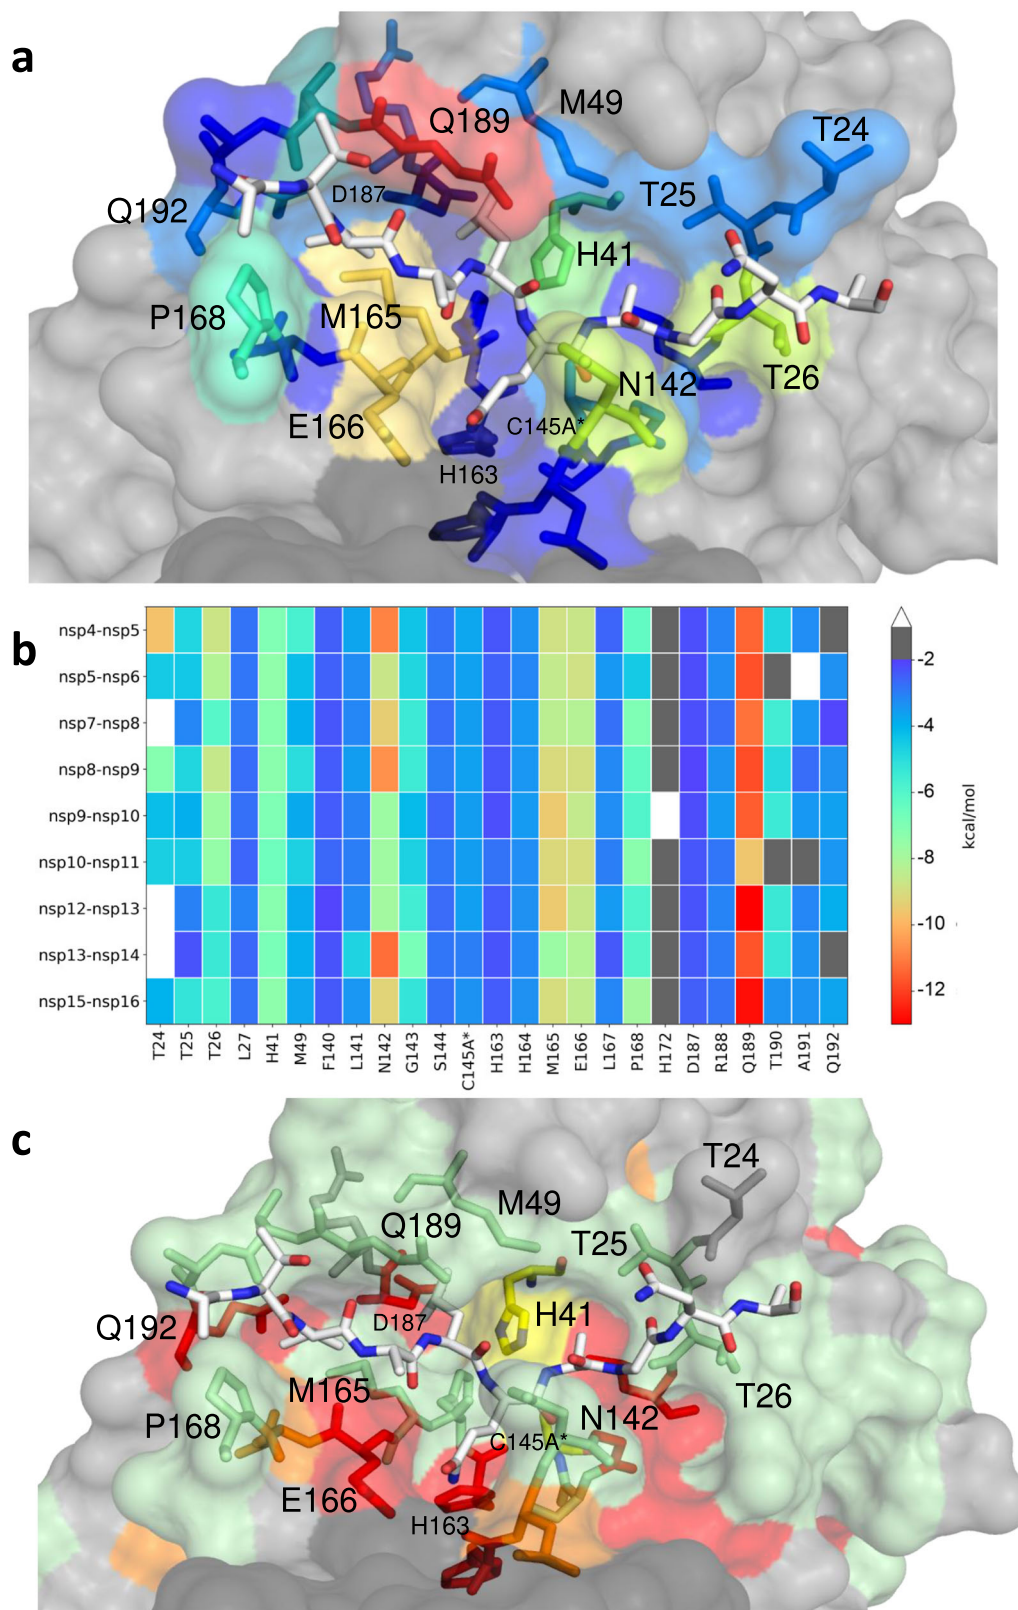 a
Q189
M49
T24
D187
T25
Q192
H41
P168
M165
N142
T26
E166
C145A*
H163
b
nsp4-nsp5
nsp5-nsp6
nsp7-nsp8
nsp8-nsp9
nsp9-nsp10
nsp10-nsp11
nsp12-nsp13
nsp13-nsp14
nsp15-nsp16
-2
-4
-6
-8
-10
-12
kcal/mol
T24
T25
T26
L27
H41
M49
F140
L141
N142
G143
S144
C145A*
H163
H164
M165
E166
L167
P168
H172
D187
R188
Q189
T190
A191
Q192
c
T24
M49
Q189
T25
Q192
D187
H41
M165
T26
P168
N142
C145A*
E166
H163